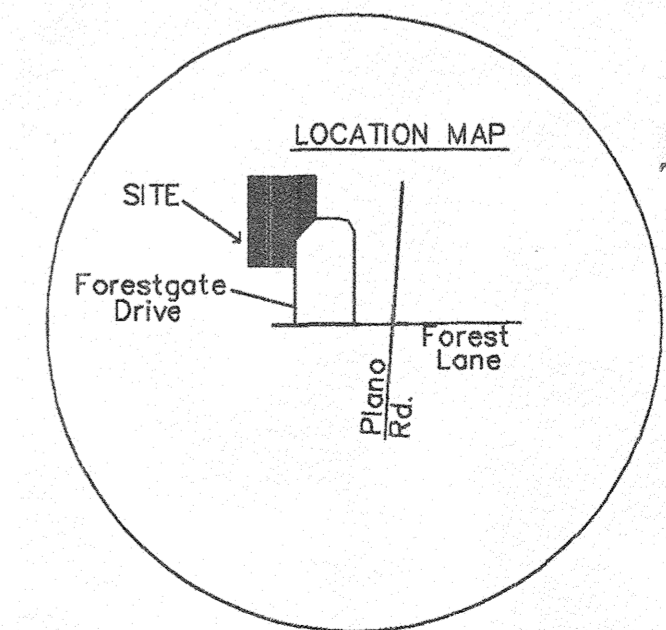 LOCATION MAP
SITE
Forestgate
Drive
Forest
Lane
Plano
Rd.